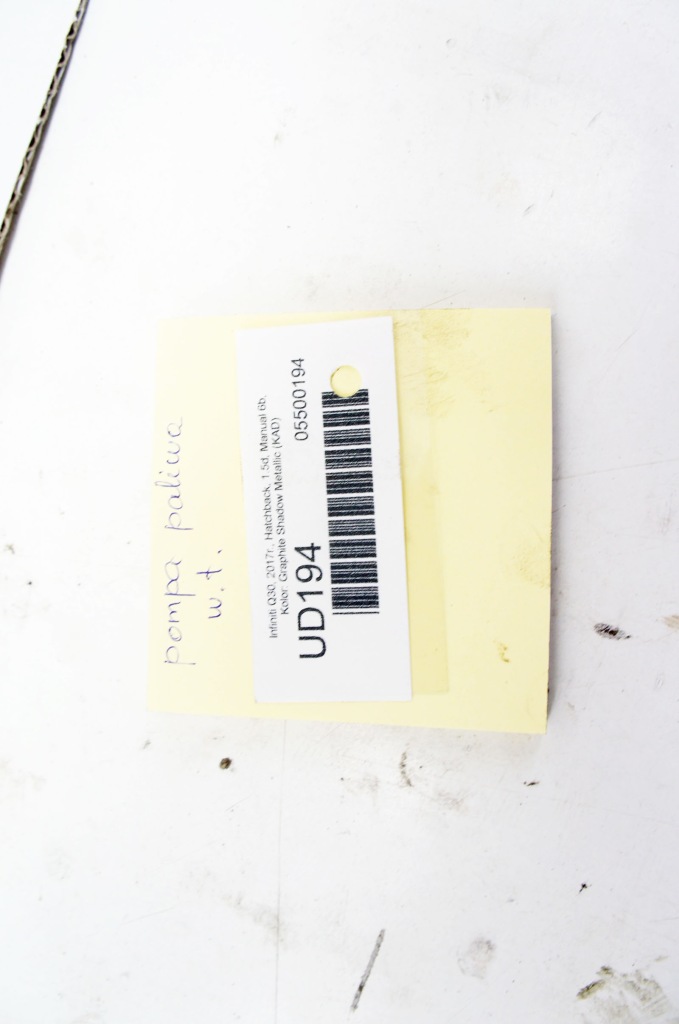 pompa paliwa
w.t.
Infiniti Q30, 2017r., Hatchback, 1.5d, Manual 6b,
Kolor: Graphite Shadow Metallic (KAD)
UD194
05500194